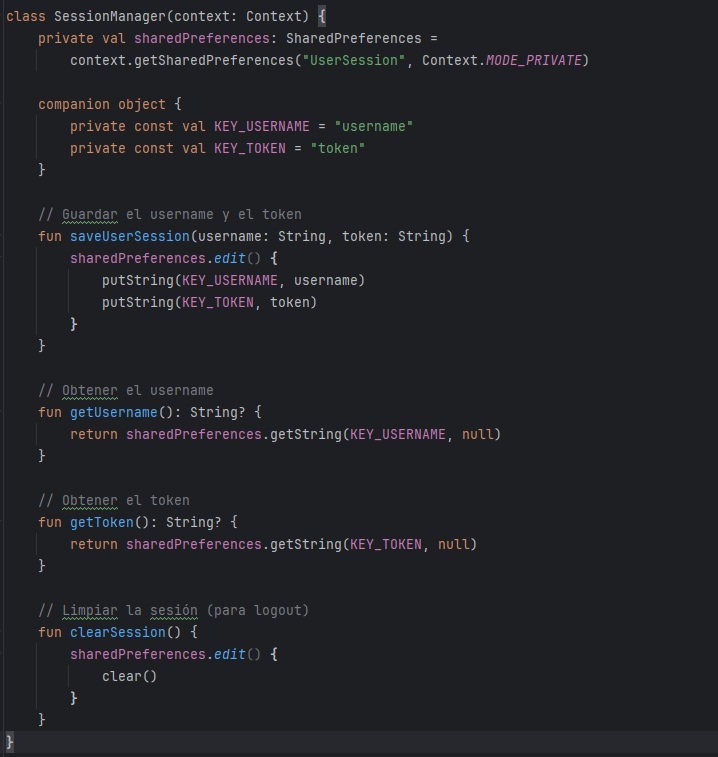 class SessionManager(context: Context) {
    private val sharedPreferences: SharedPreferences =
        context.getSharedPreferences("UserSession", Context.MODE_PRIVATE)

    companion object {
        private const val KEY_USERNAME = "username"
        private const val KEY_TOKEN = "token"
    }

    // Guardar el username y el token
    fun saveUserSession(username: String, token: String) {
        sharedPreferences.edit() {
            putString(KEY_USERNAME, username)
            putString(KEY_TOKEN, token)
        }
    }

    // Obtener el username
    fun getUsername(): String? {
        return sharedPreferences.getString(KEY_USERNAME, null)
    }

    // Obtener el token
    fun getToken(): String? {
        return sharedPreferences.getString(KEY_TOKEN, null)
    }

    // Limpiar la sesión (para logout)
    fun clearSession() {
        sharedPreferences.edit() {
            clear()
        }
    }
}